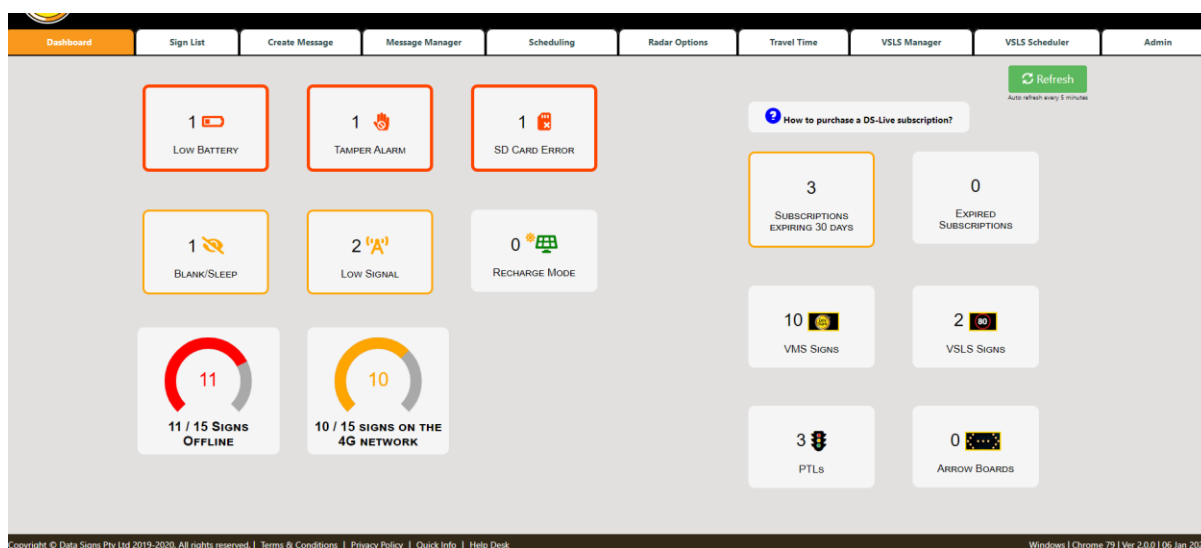 Dashboard
Sign List
Create Message
Message Manager
Scheduling
Radar Options
Travel Time
VSLS Manager
VSLS Scheduler
Admin
Refresh
Auto refresh every 5 minutes
? How to purchase a DS-Live subscription?
1
Low Battery
1
Tamper Alarm
1
SD Card Error
1
Blank/Sleep
2
Low Signal
0
Recharge Mode
11
11 / 15 Signs
Offline
10
10 / 15 signs on the
4G network
3
Subscriptions
expiring 30 days
0
Expired
Subscriptions
10
VMS Signs
2
80
VSLS Signs
3
PTLs
0
Arrow Boards
Copyright © Data Signs Pty Ltd 2019-2020. All rights reserved. | Terms & Conditions | Privacy Policy | Quick Info | Help Desk
Windows | Chrome 79 | Ver 2.0.0 | 06 Jan 20